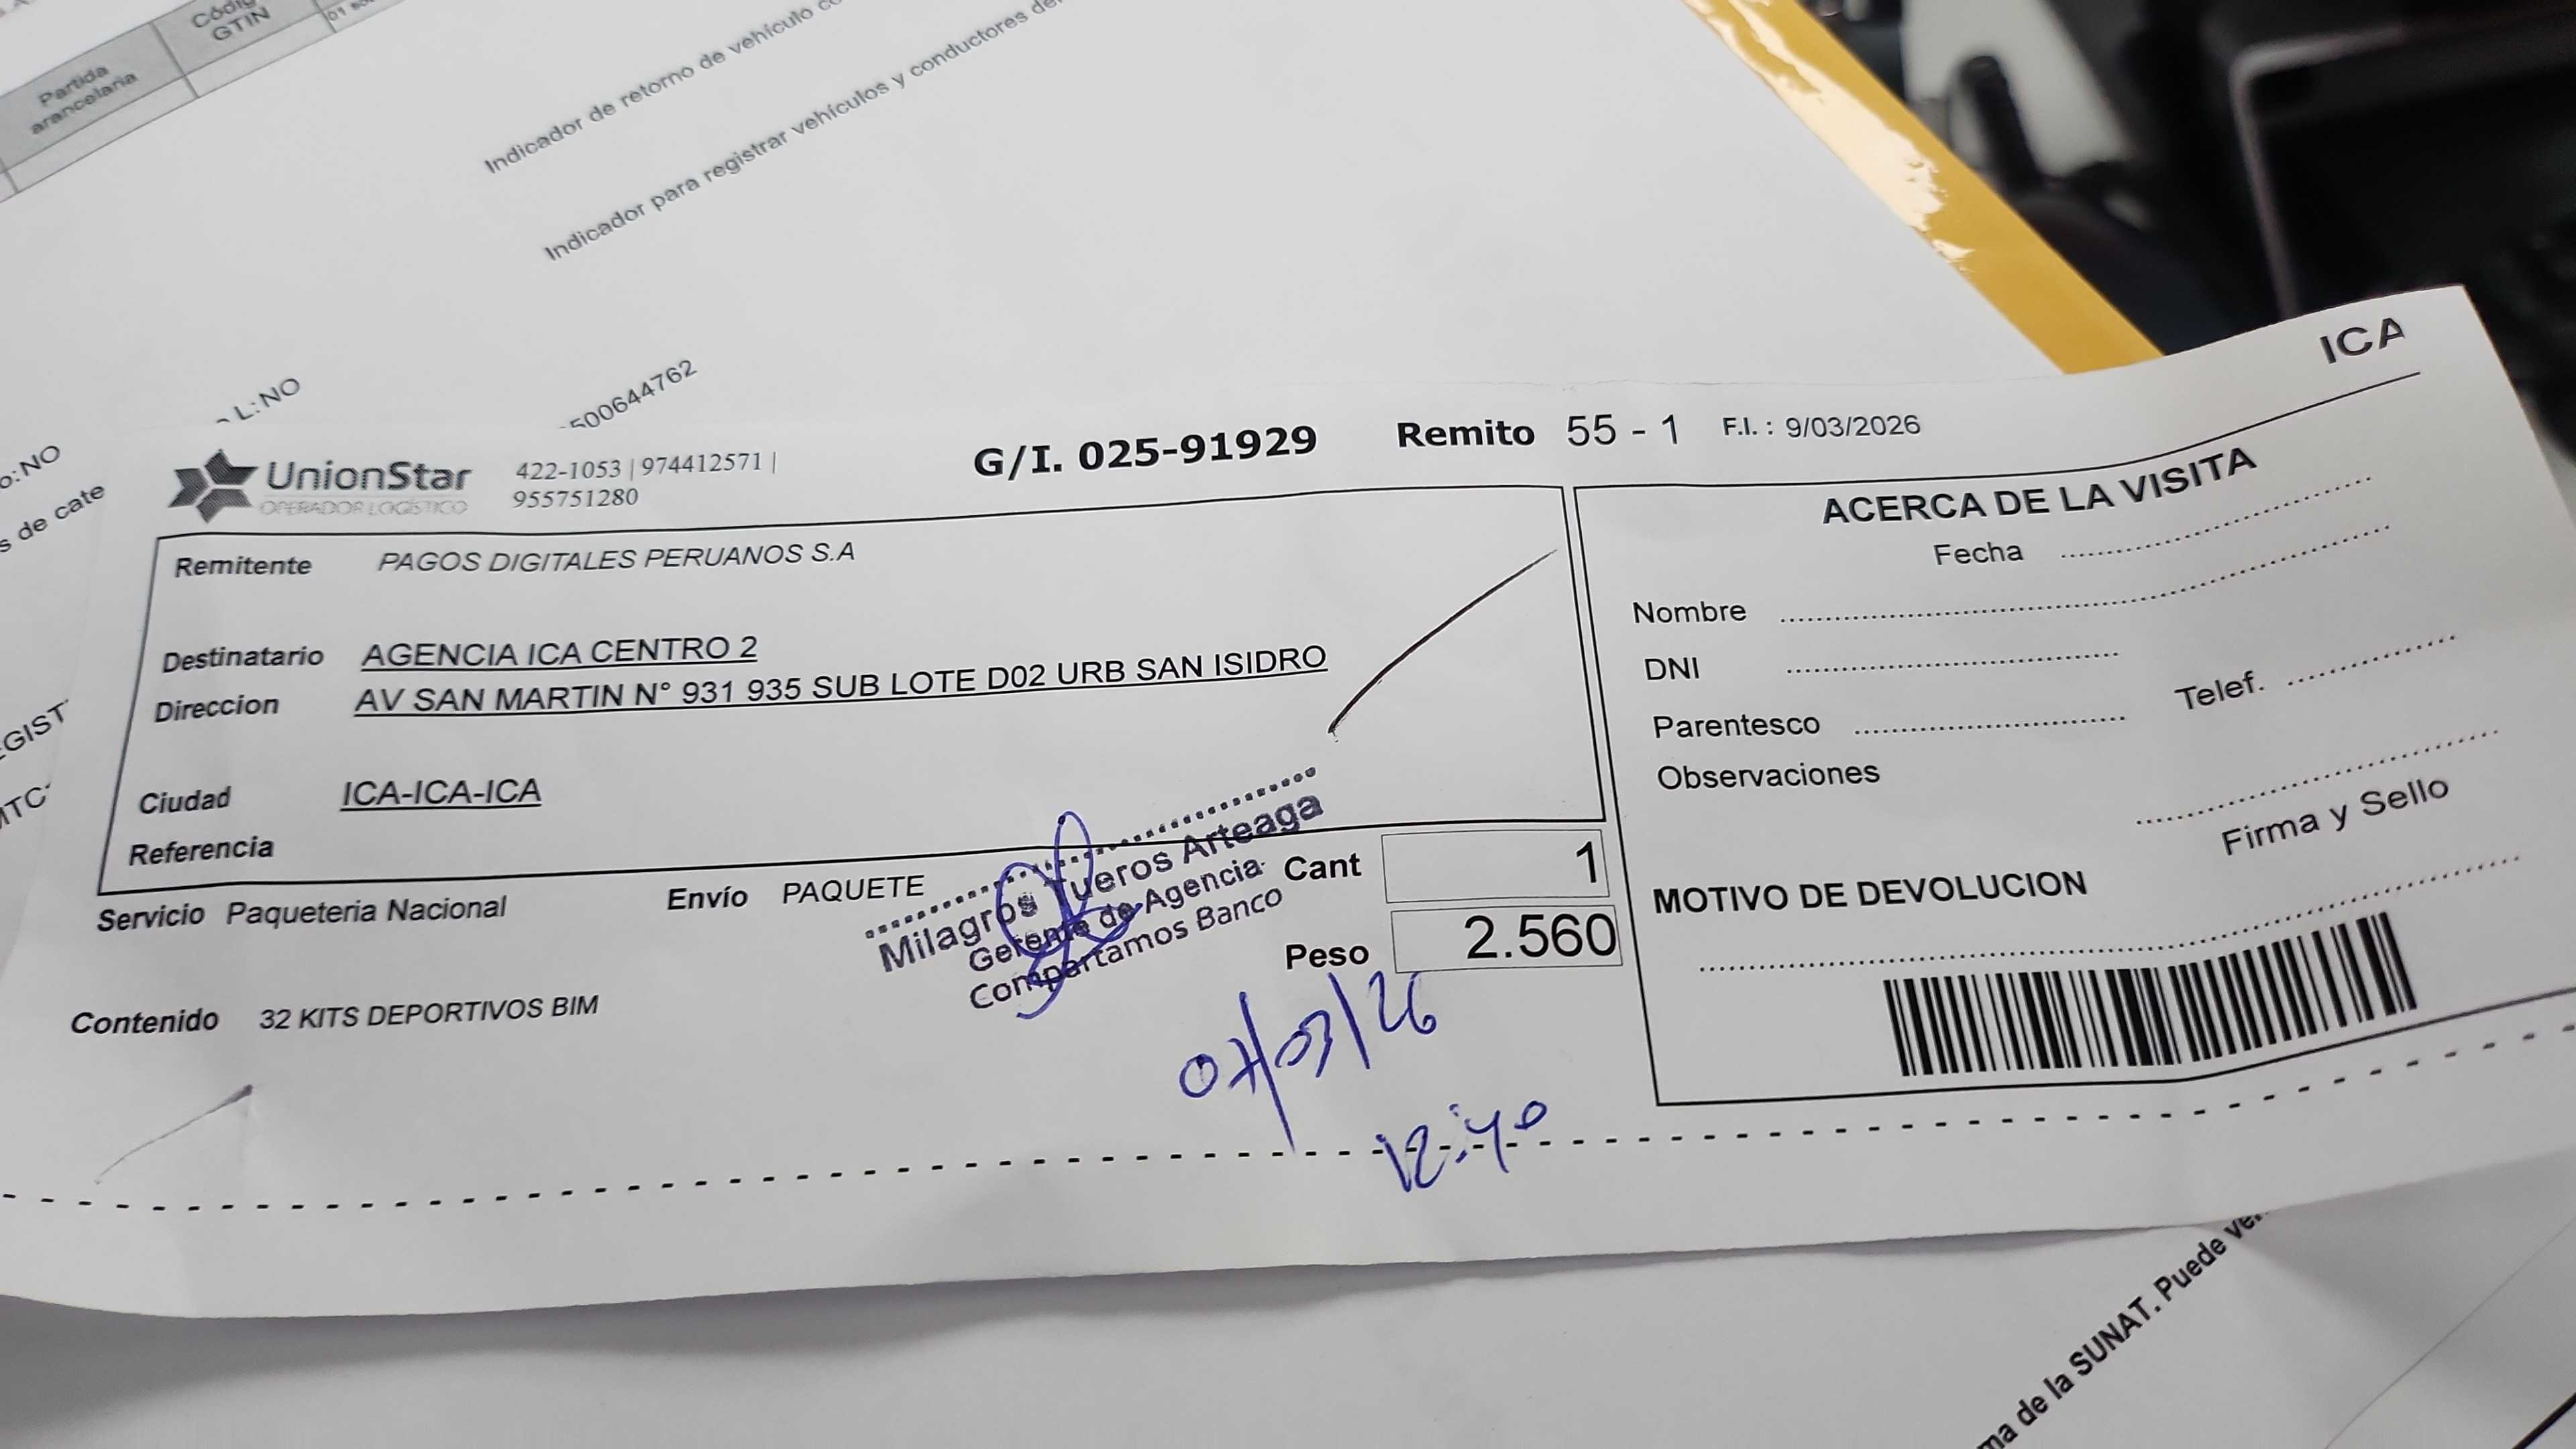 Partida
arancelaria
Código
GTIN
Indicador de retorno de vehículo
Indicador para registrar vehículos y conductores de
L:NO
o:NO
s de cate
500644762
UnionStar
OPERADOR LOGÍSTICO
422-1053 | 974412571 |
955751280
G/I. 025-91929
Remito 55 - 1
F.I. : 9/03/2026
ICA
Remitente PAGOS DIGITALES PERUANOS S.A
Destinatario AGENCIA ICA CENTRO 2
Direccion AV SAN MARTIN N° 931 935 SUB LOTE D02 URB SAN ISIDRO
Ciudad ICA-ICA-ICA
Referencia
Servicio Paqueteria Nacional
Envío PAQUETE
Cant 1
Peso 2.560
Contenido 32 KITS DEPORTIVOS BIM
Milagros Tueros Arteaga
Gerente de Agencia
Compartamos Banco
07/03/26
12:40
ACERCA DE LA VISITA
Fecha
Nombre
DNI
Telef.
Parentesco
Observaciones
Firma y Sello
MOTIVO DE DEVOLUCION
de la SUNAT. Puede